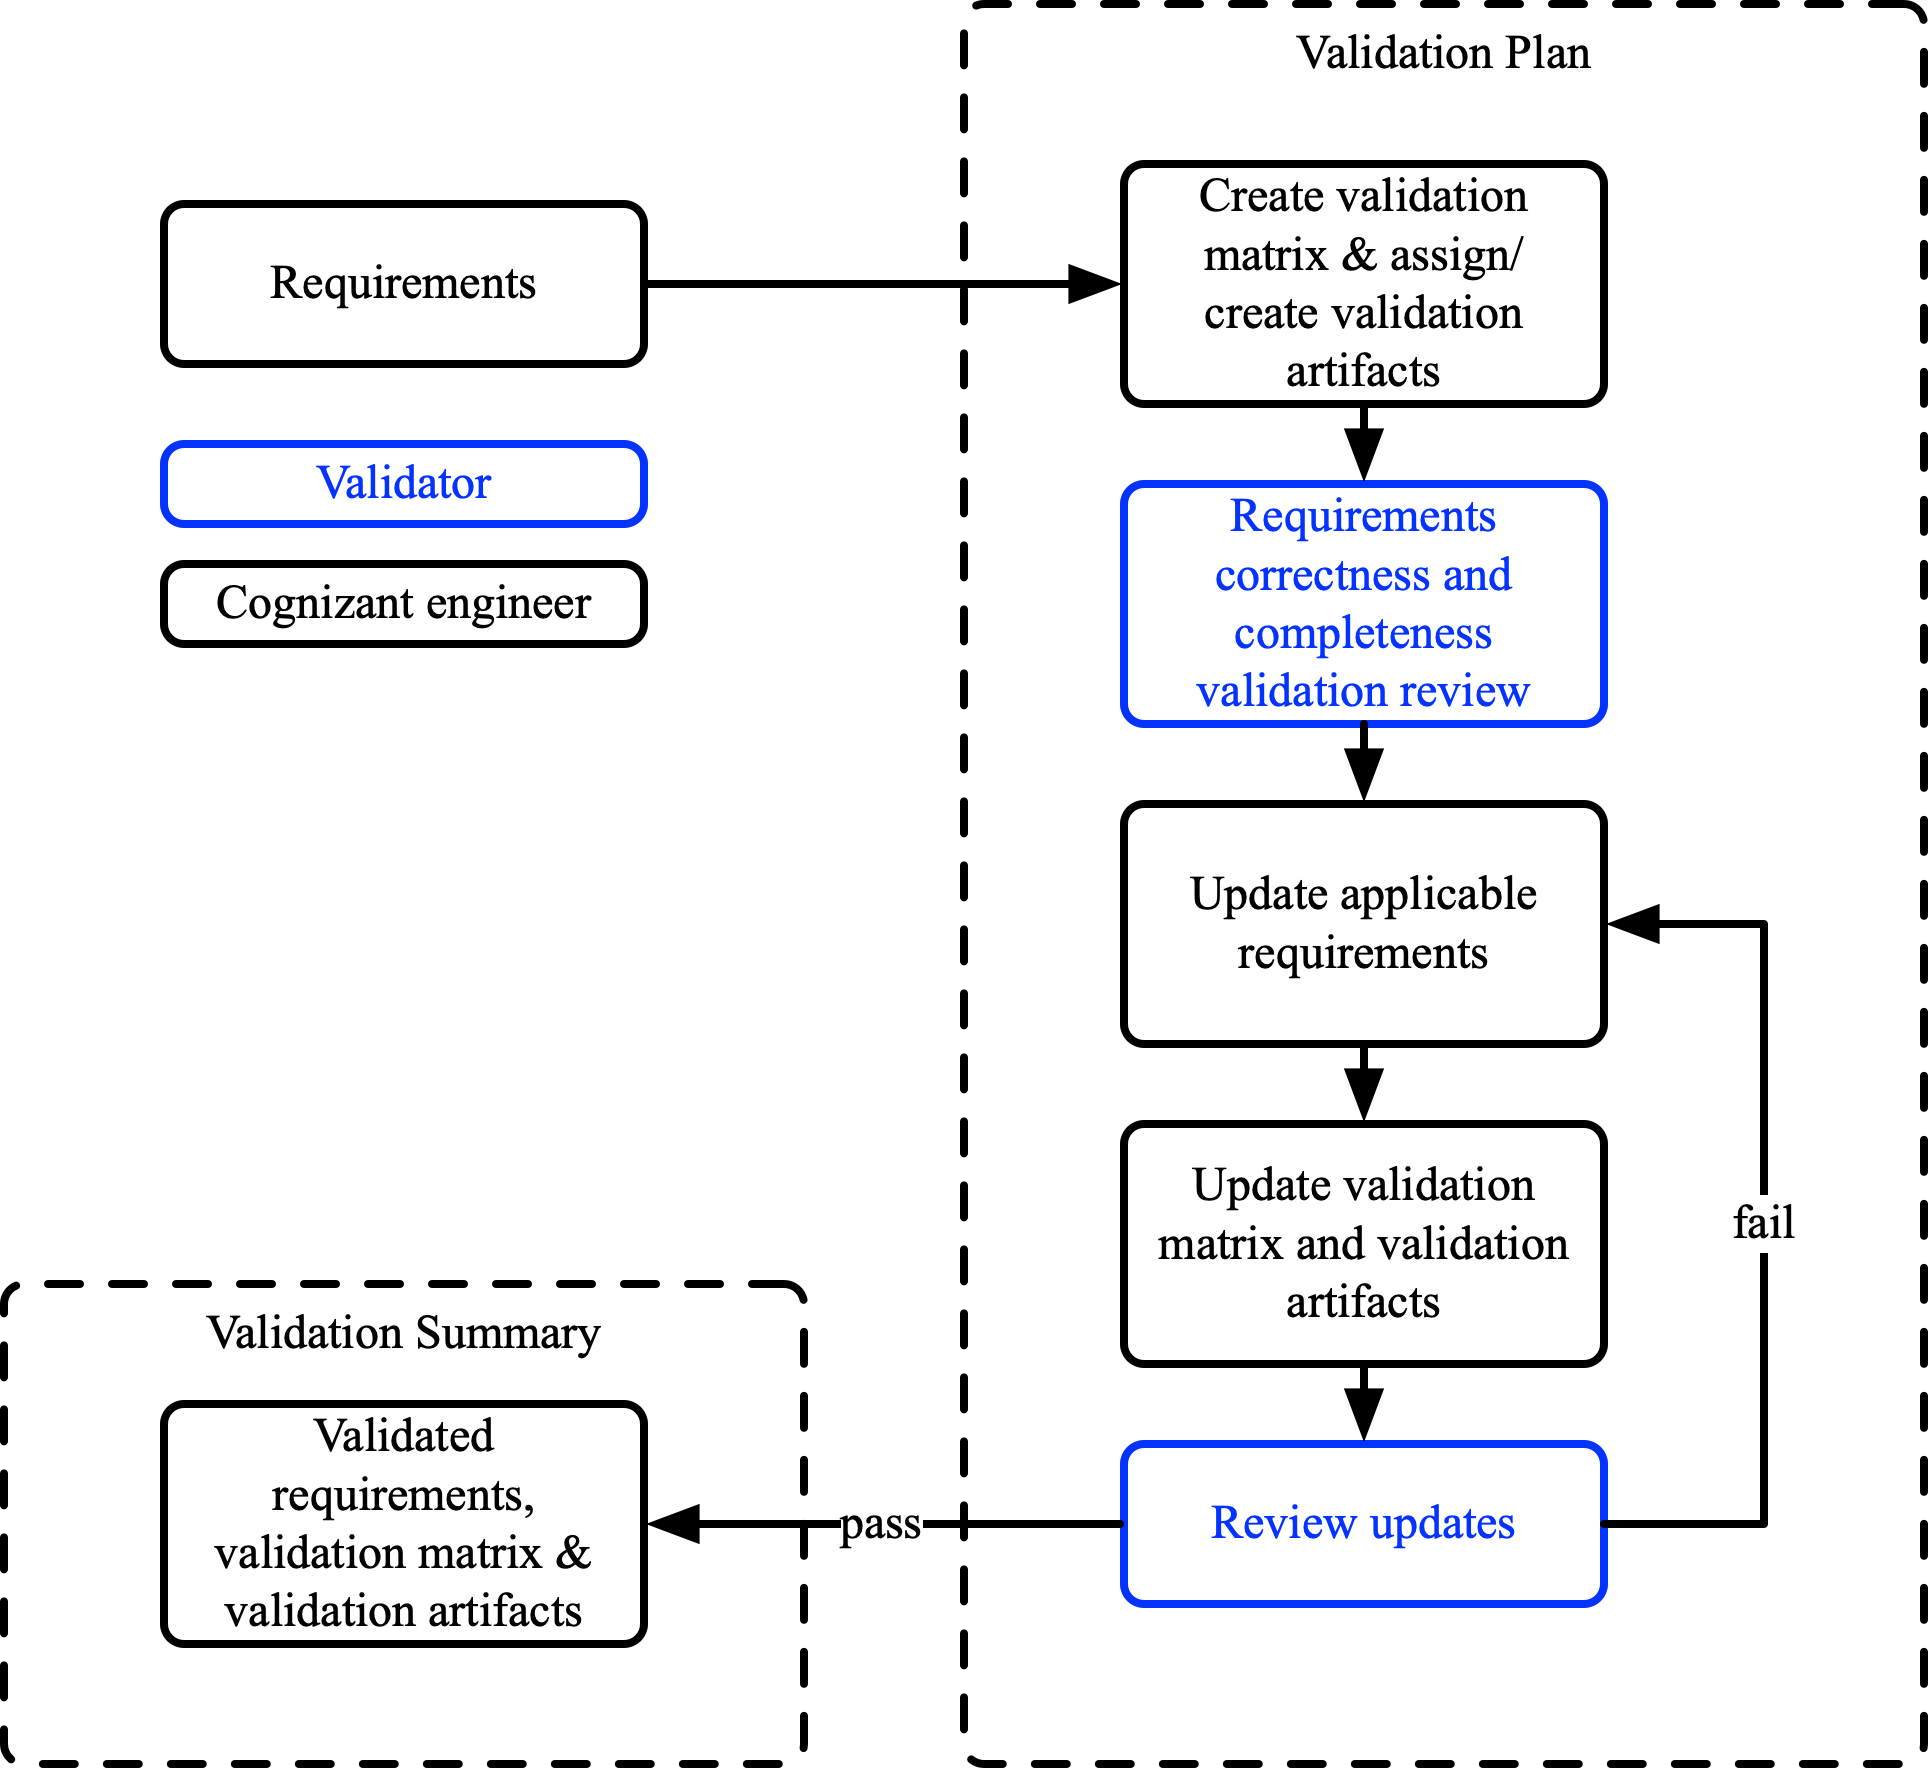 Validation Plan
Requirements
Create validation
matrix & assign/
create validation
artifacts
Validator
Cognizant engineer
Requirements
correctness and
completeness
validation review
Update applicable
requirements
Update validation
matrix and validation
artifacts
fail
Review updates
pass
Validation Summary
Validated
requirements,
validation matrix &
validation artifacts